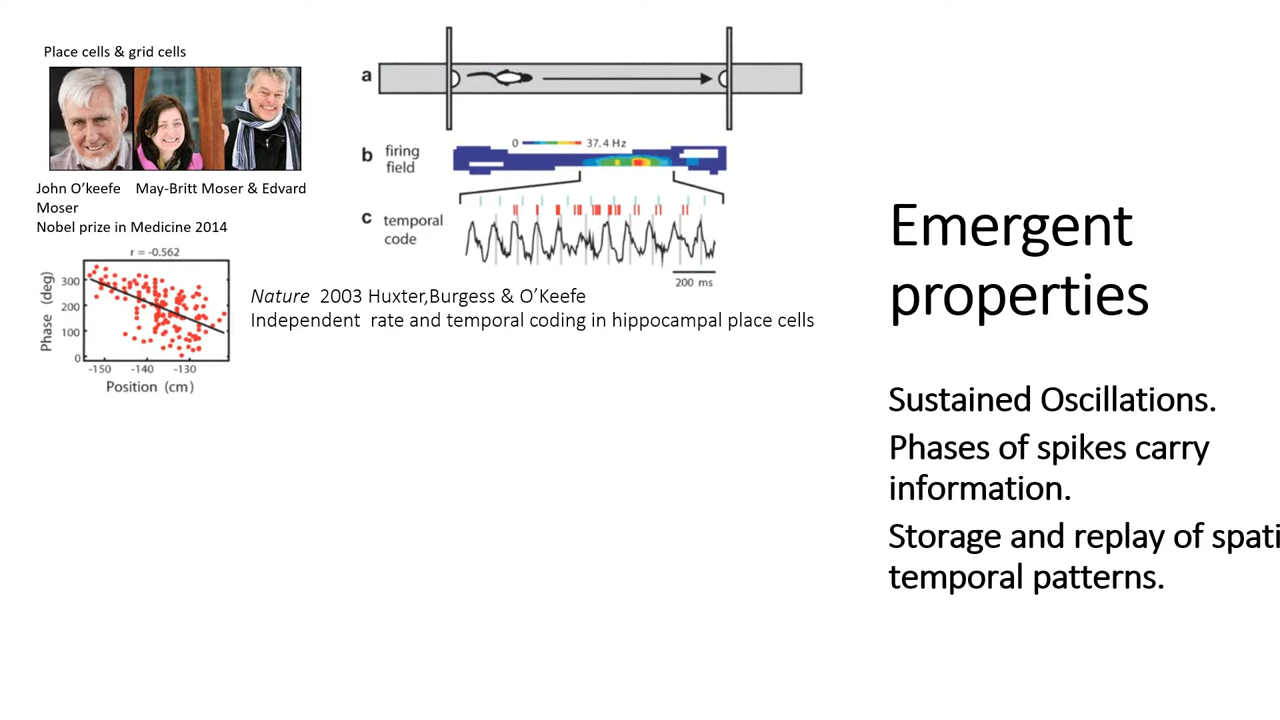 Place cells & grid cells
John O'keefe May-Britt Moser & Edvard
Moser
Nobel prize in Medicine 2014
a
b firing
field
0 37.4 Hz
c temporal
code
200 ms
r = -0.562
Phase (deg)
300
200
100
0
-150 -140 -130
Position (cm)
Nature 2003 Huxter,Burgess & O'Keefe
Independent rate and temporal coding in hippocampal place cells
Emergent
properties
Sustained Oscillations.
Phases of spikes carry
information.
Storage and replay of spati
temporal patterns.